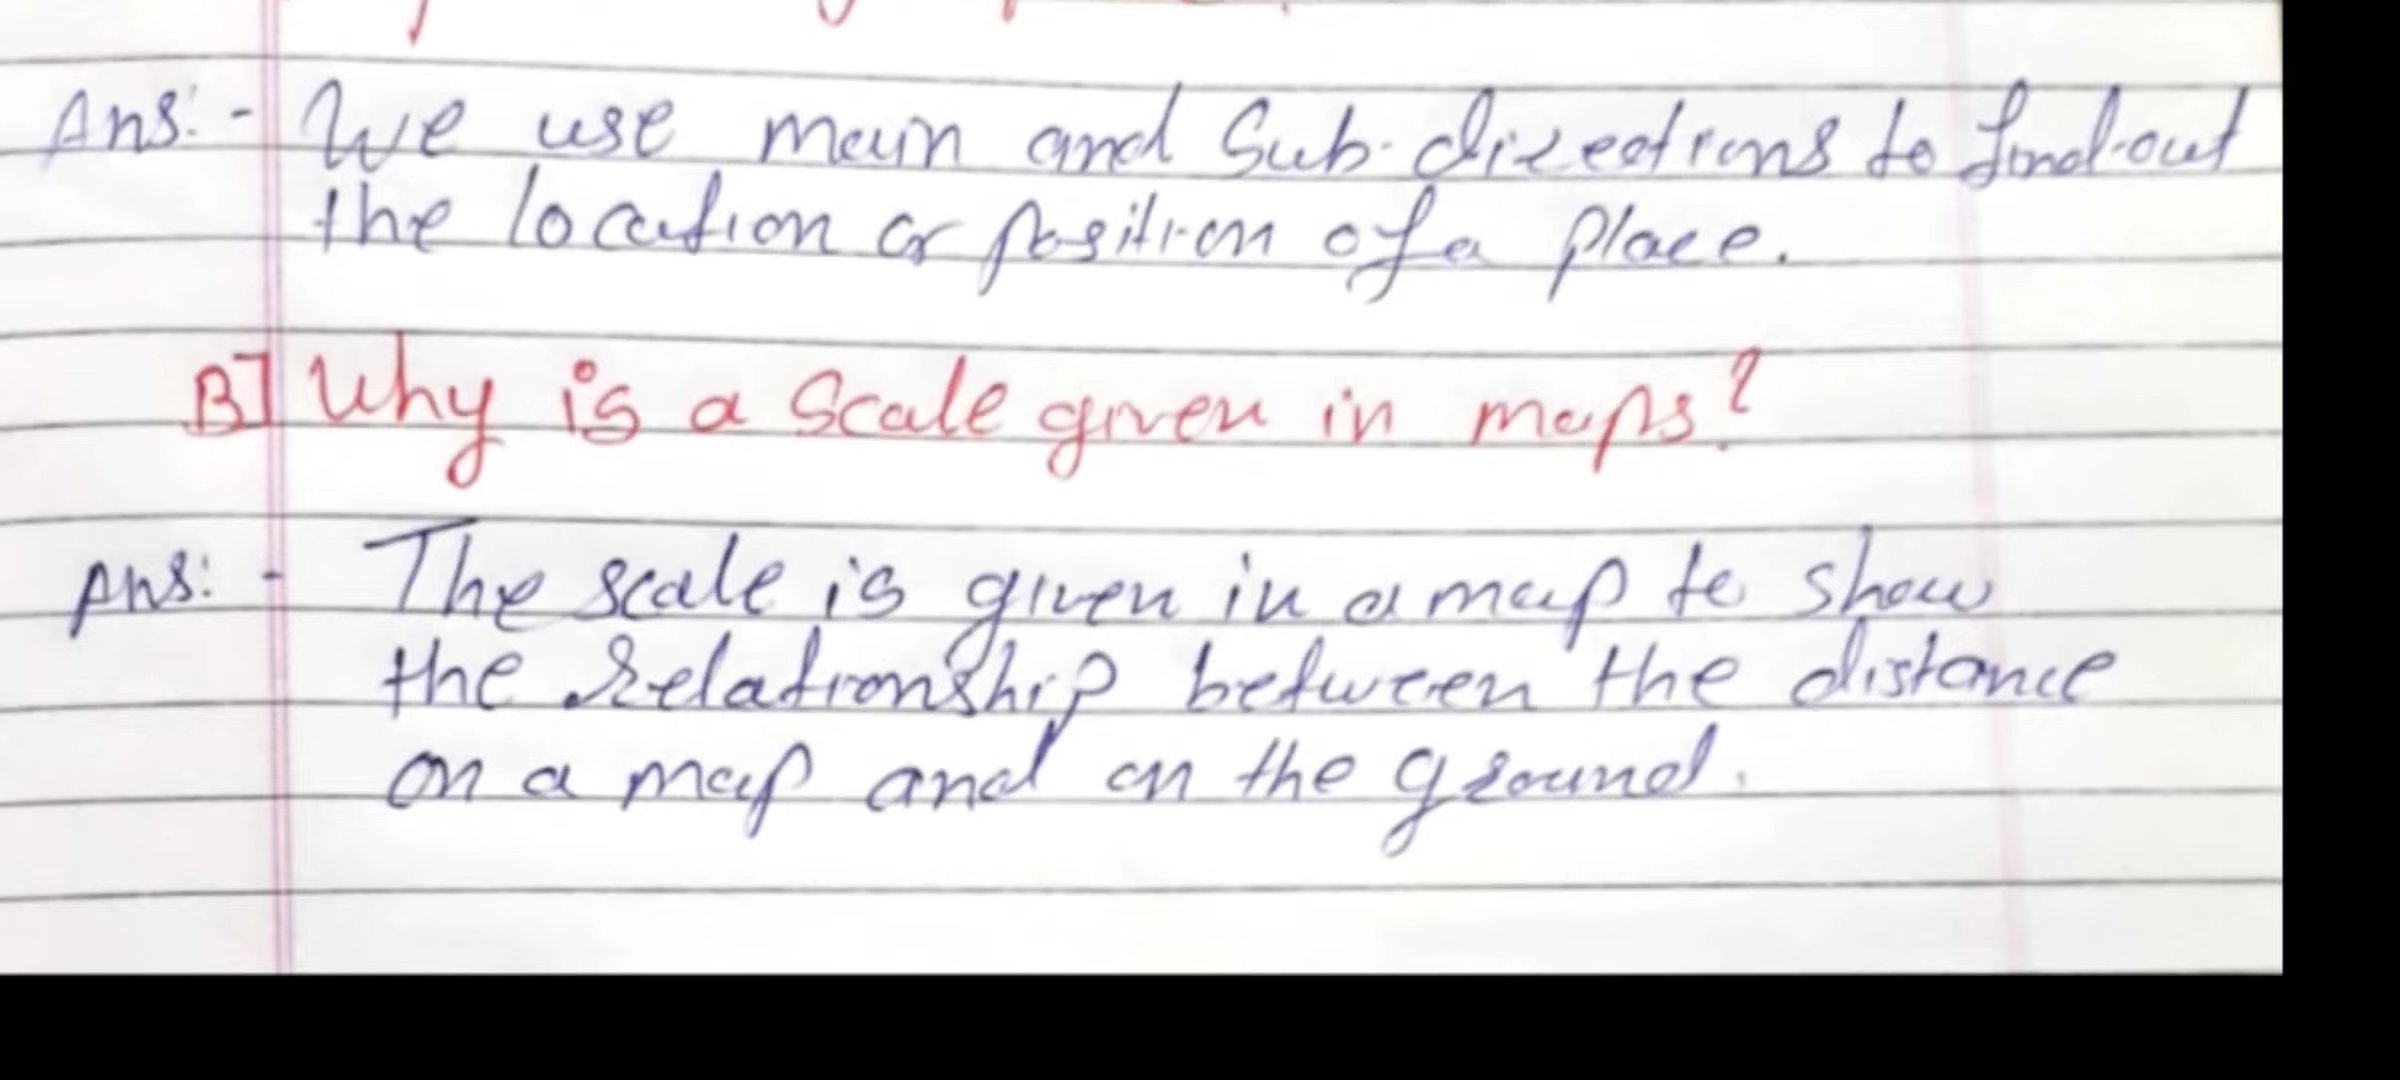 Ans:- We use main and Sub-directions to find-out
the location or position of a place.
B] Why is a Scale given in maps?
Ans:- The scale is given in a map to show
the relationship between the distance
on a map and on the ground.